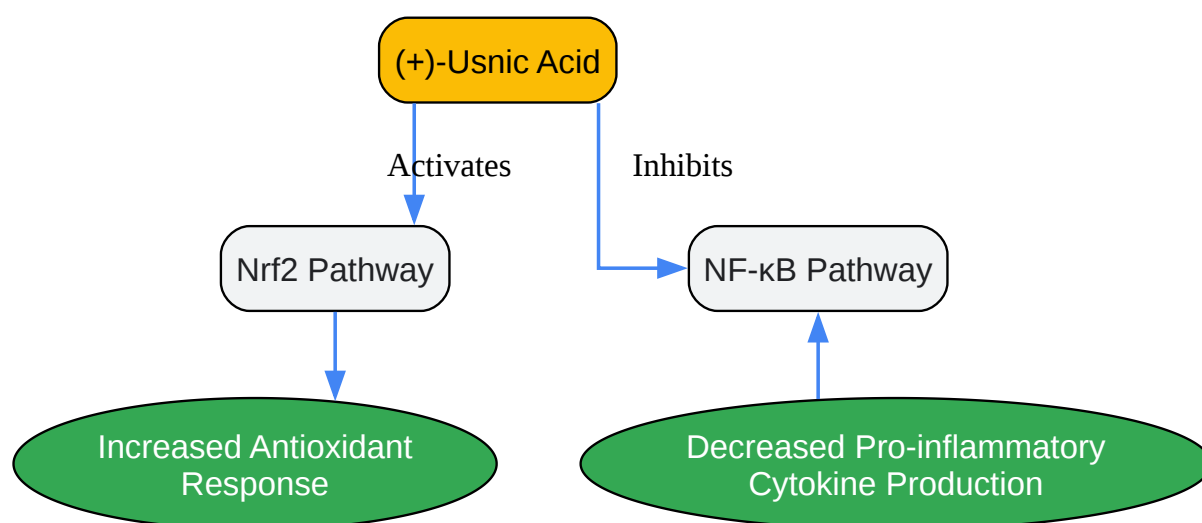 (+)-Usnic Acid
Activates
Inhibits
Nrf2 Pathway
NF-κB Pathway
Increased Antioxidant
Response
Decreased Pro-inflammatory
Cytokine Production